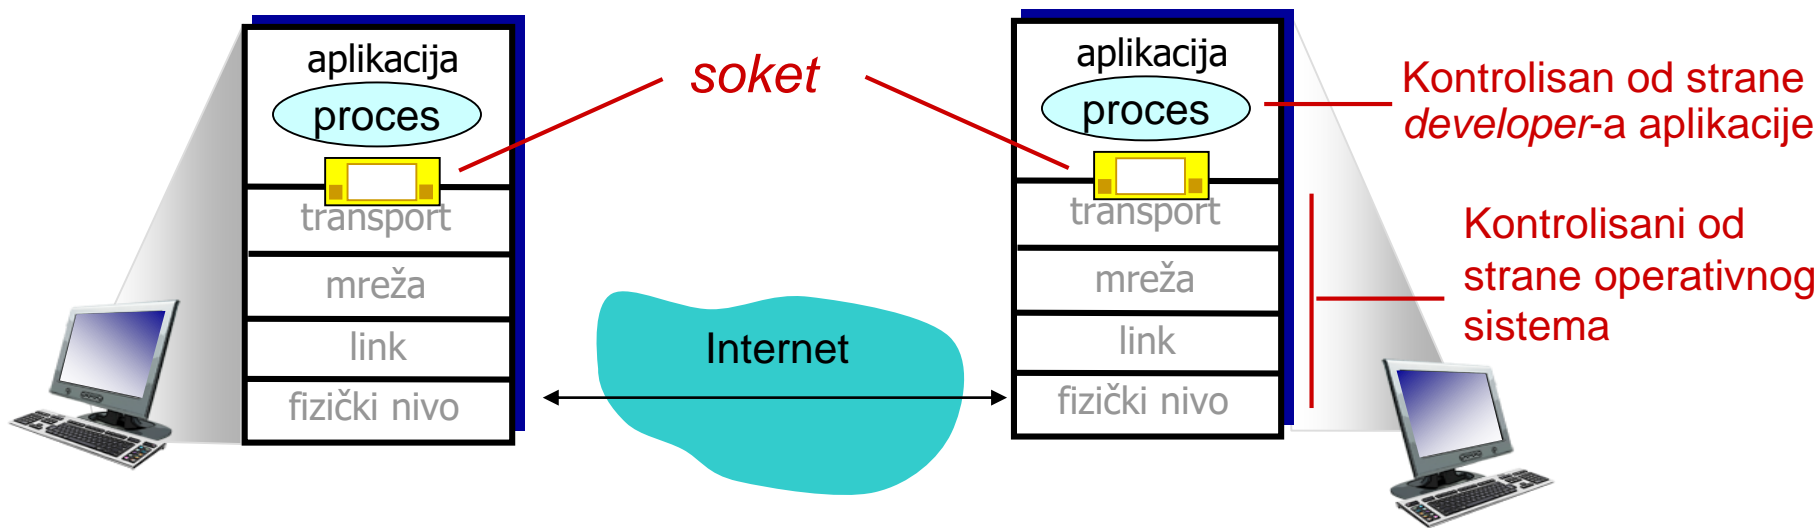 aplikacija
proces
transport
mreža
link
fizički nivo
soket
Internet
aplikacija
proces
transport
mreža
link
fizički nivo
Kontrolisan od strane
developer-a aplikacije
Kontrolisani od
strane operativnog
sistema